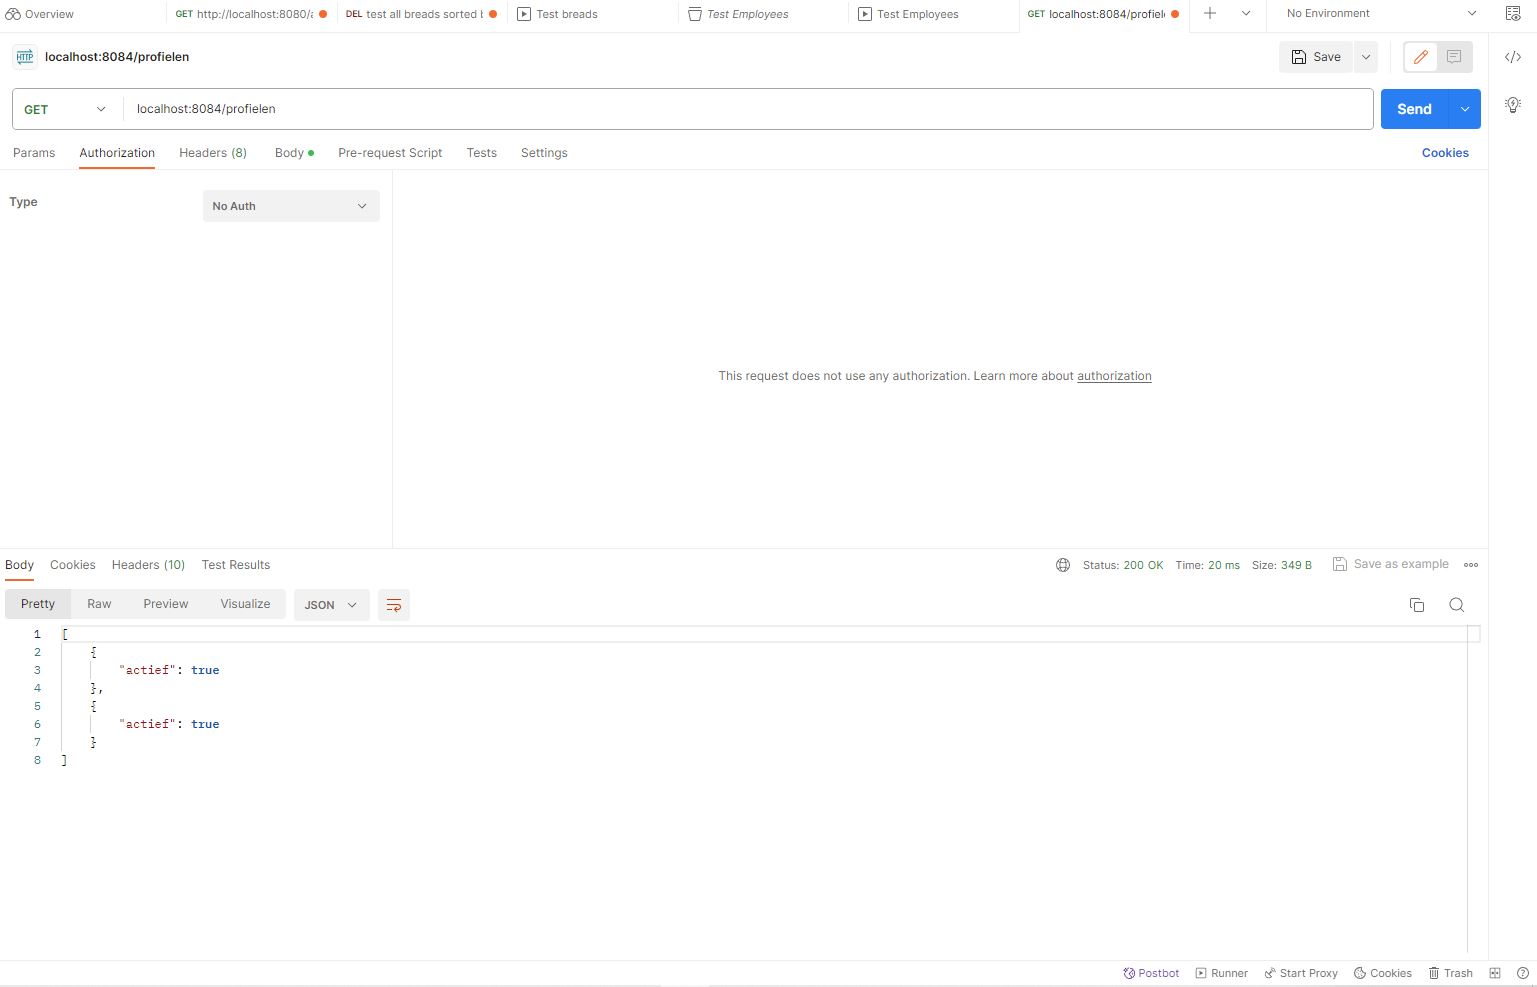 Overview GET http://localhost:8080/a DEL test all breads sorted b Test breads Test Employees Test Employees GET localhost:8084/profiel No Environment
HTTP localhost:8084/profielen Save
GET localhost:8084/profielen Send
Params Authorization Headers (8) Body Pre-request Script Tests Settings Cookies
Type No Auth
This request does not use any authorization. Learn more about authorization
Body Cookies Headers (10) Test Results Status: 200 OK Time: 20 ms Size: 349 B Save as example
Pretty Raw Preview Visualize JSON
1 [
2 {
3 "actief": true
4 },
5 {
6 "actief": true
7 }
8 ]
Postbot Runner Start Proxy Cookies Trash